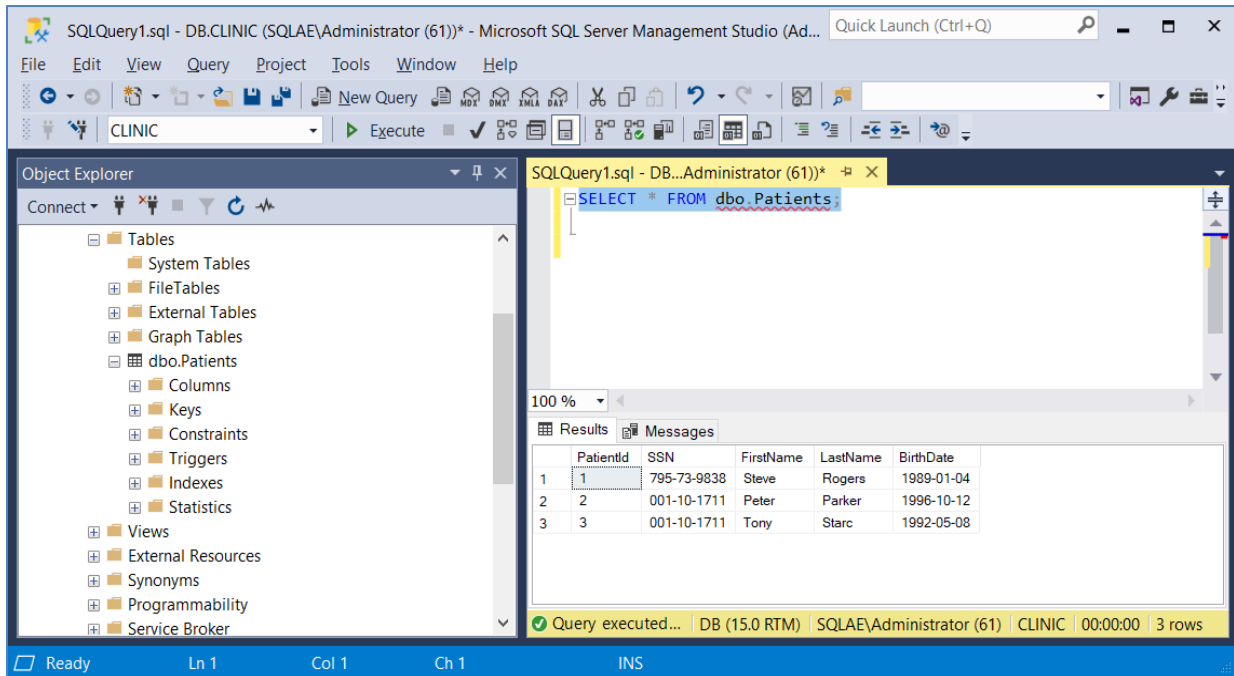 SQLQuery1.sql - DB.CLINIC (SQLAE\Administrator (61))* - Microsoft SQL Server Management Studio (Ad...
Quick Launch (Ctrl+Q)
File Edit View Query Project Tools Window Help
New Query MDX DMX XMLA DAX
CLINIC Execute
Object Explorer
Connect
Tables
System Tables
FileTables
External Tables
Graph Tables
dbo.Patients
Columns
Keys
Constraints
Triggers
Indexes
Statistics
Views
External Resources
Synonyms
Programmability
Service Broker
SQLQuery1.sql - DB...Administrator (61))*
SELECT * FROM dbo.Patients;
100 %
Results Messages
PatientId SSN FirstName LastName BirthDate
1 1 795-73-9838 Steve Rogers 1989-01-04
2 2 001-10-1711 Peter Parker 1996-10-12
3 3 001-10-1711 Tony Starc 1992-05-08
Query executed... DB (15.0 RTM) SQLAE\Administrator (61) CLINIC 00:00:00 3 rows
Ready Ln 1 Col 1 Ch 1 INS